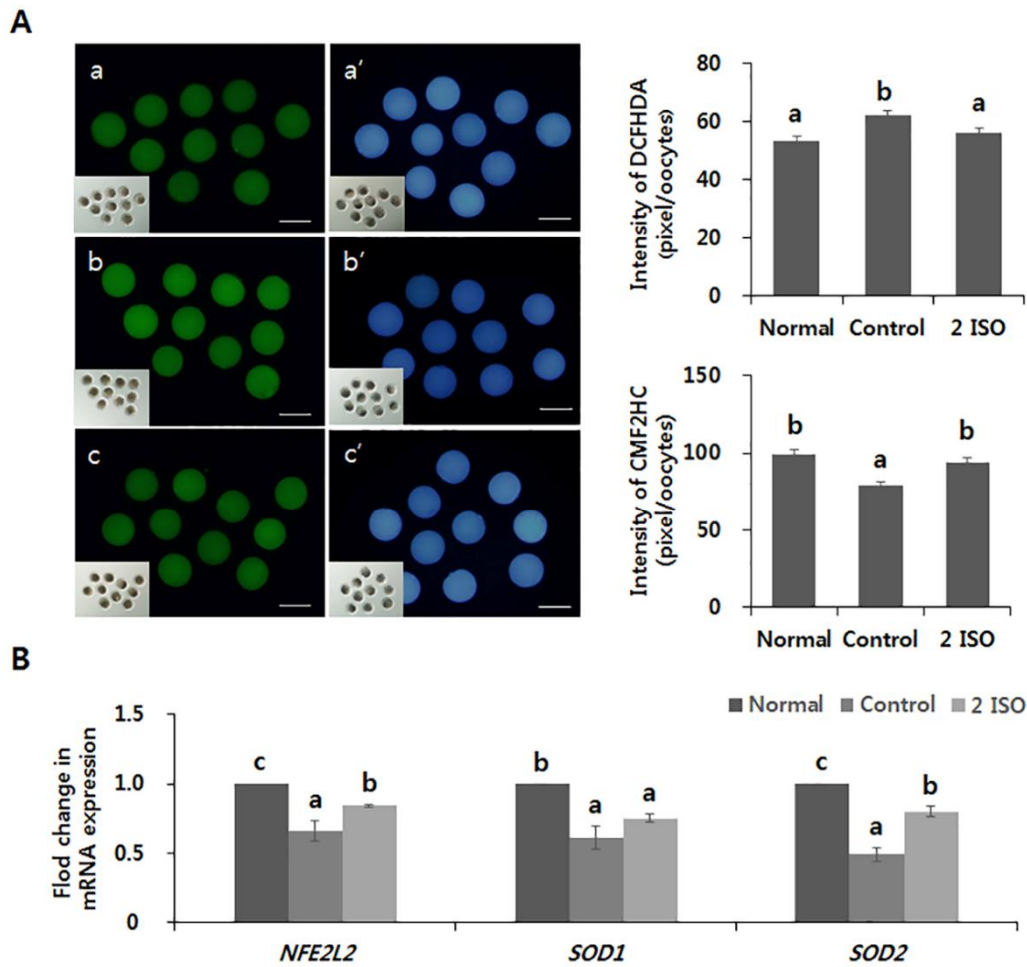 A
a
a′
b
b′
c
c′
Intensity of DCFHDA
(pixel/oocytes)
80
60
40
20
0
a
b
a
Normal Control 2 ISO
Intensity of CMF2HC
(pixel/oocytes)
150
100
50
0
b
a
b
Normal Control 2 ISO
B
Normal Control 2 ISO
Flod change in
mRNA expression
1.5
1.0
0.5
0
c a b
b a a
c a b
NFE2L2 SOD1 SOD2